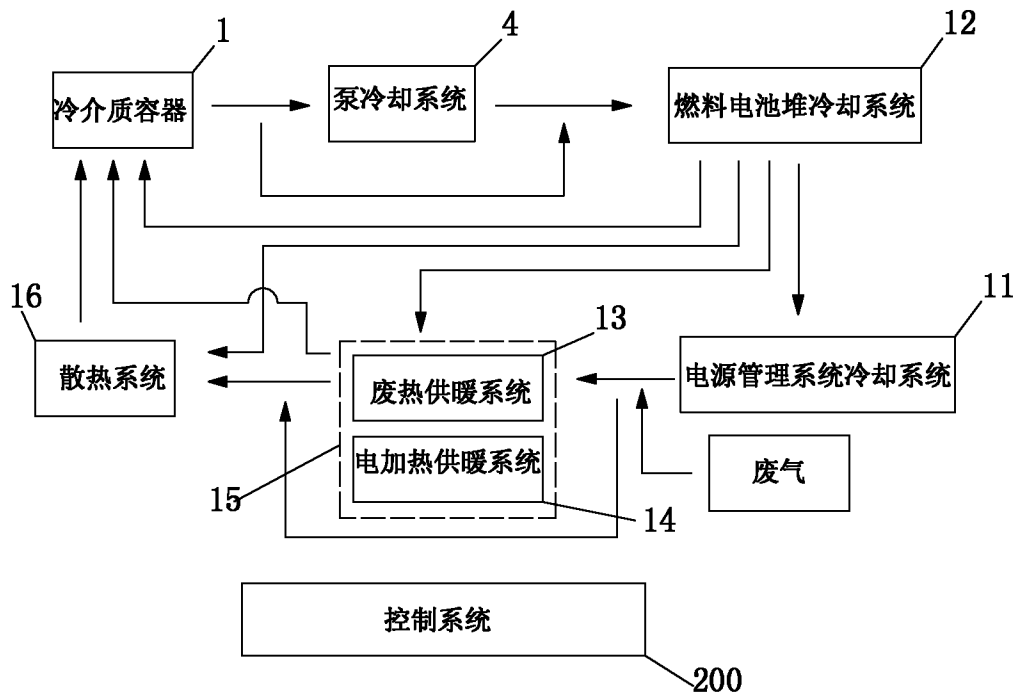 1
4
12
冷介质容器
泵冷却系统
燃料电池堆冷却系统
16
13
11
散热系统
废热供暖系统
电源管理系统冷却系统
电加热供暖系统
废气
15
14
控制系统
200